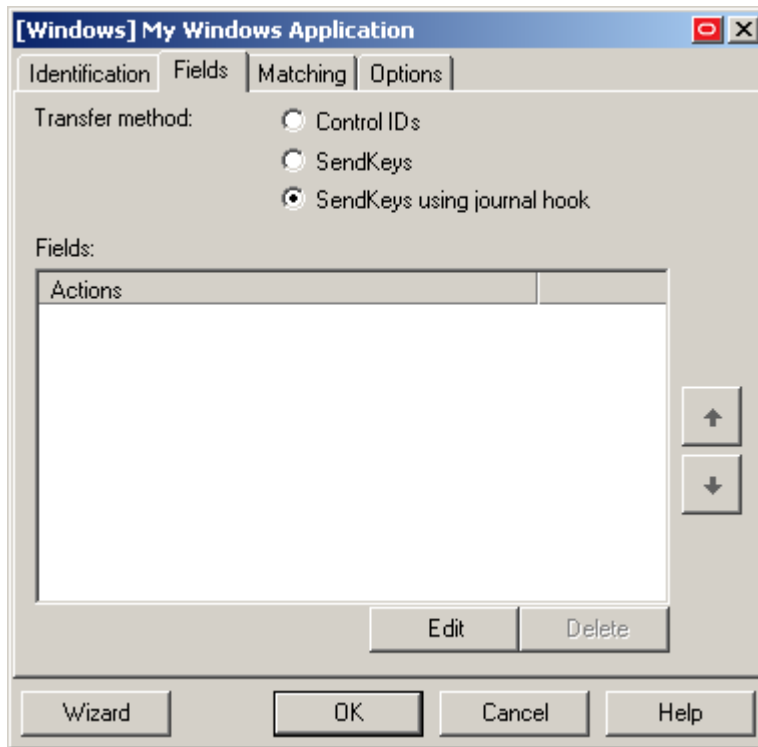 [Windows] My Windows Application
Identification Fields Matching Options
Transfer method: Control IDs
SendKeys
SendKeys using journal hook
Fields:
Actions
Edit Delete
Wizard OK Cancel Help